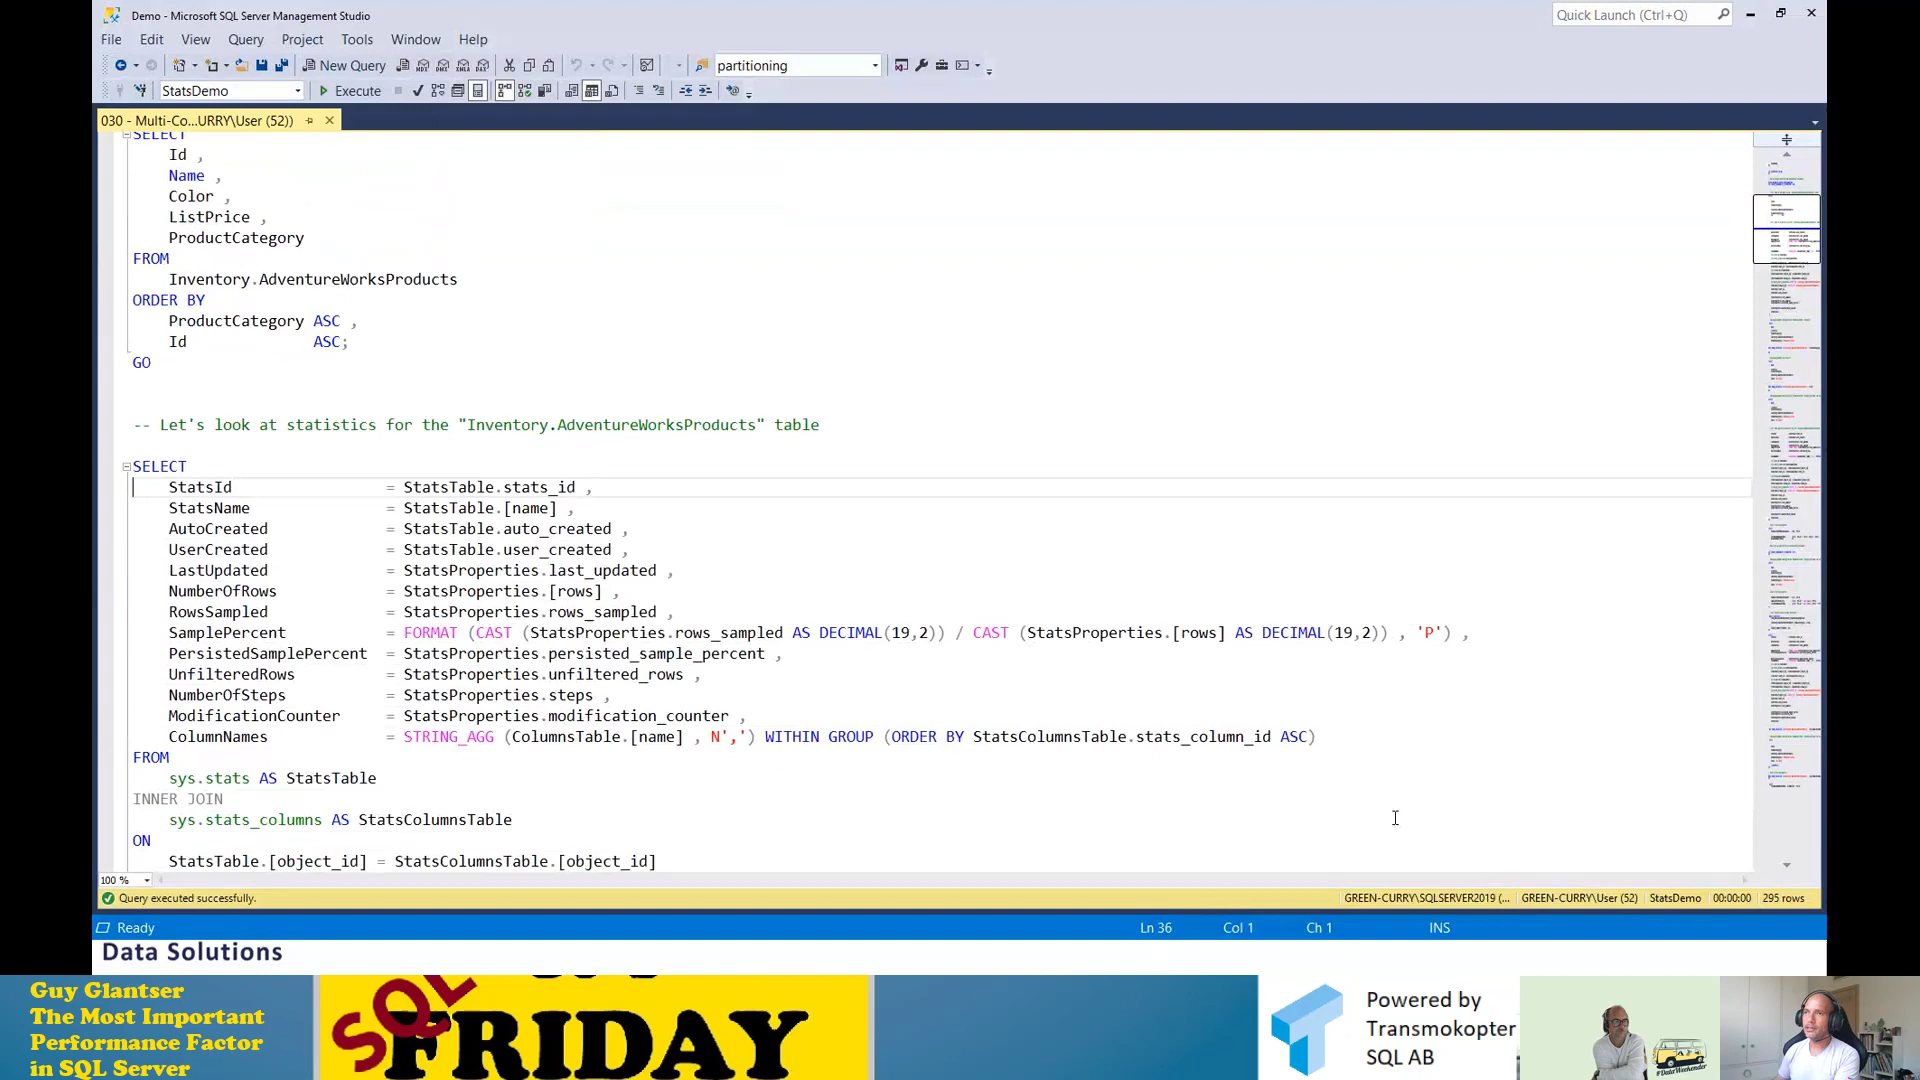 Demo - Microsoft SQL Server Management Studio
Quick Launch (Ctrl+Q)
File Edit View Query Project Tools Window Help
New Query
partitioning
StatsDemo
Execute
030 - Multi-Co...URRY\User (52))
SELECT
Id ,
Name ,
Color ,
ListPrice ,
ProductCategory
FROM
Inventory.AdventureWorksProducts
ORDER BY
ProductCategory ASC ,
Id ASC;
GO
-- Let's look at statistics for the "Inventory.AdventureWorksProducts" table
SELECT
StatsId = StatsTable.stats_id ,
StatsName = StatsTable.[name] ,
AutoCreated = StatsTable.auto_created ,
UserCreated = StatsTable.user_created ,
LastUpdated = StatsProperties.last_updated ,
NumberOfRows = StatsProperties.[rows] ,
RowsSampled = StatsProperties.rows_sampled ,
SamplePercent = FORMAT (CAST (StatsProperties.rows_sampled AS DECIMAL(19,2)) / CAST (StatsProperties.[rows] AS DECIMAL(19,2)) , 'P') ,
PersistedSamplePercent = StatsProperties.persisted_sample_percent ,
UnfilteredRows = StatsProperties.unfiltered_rows ,
NumberOfSteps = StatsProperties.steps ,
ModificationCounter = StatsProperties.modification_counter ,
ColumnNames = STRING_AGG (ColumnsTable.[name] , N',') WITHIN GROUP (ORDER BY StatsColumnsTable.stats_column_id ASC)
FROM
sys.stats AS StatsTable
INNER JOIN
sys.stats_columns AS StatsColumnsTable
ON
StatsTable.[object_id] = StatsColumnsTable.[object_id]
100 %
Query executed successfully.
GREEN-CURRY\SQLSERVER2019 (...
GREEN-CURRY\User (52)
StatsDemo
00:00:00
295 rows
Ready
Ln 36
Col 1
Ch 1
INS
Data Solutions
Guy Glantser
The Most Important
Performance Factor
in SQL Server
SQL
FRIDAY
Powered by
Transmokopter
SQL AB
#DataWeekender